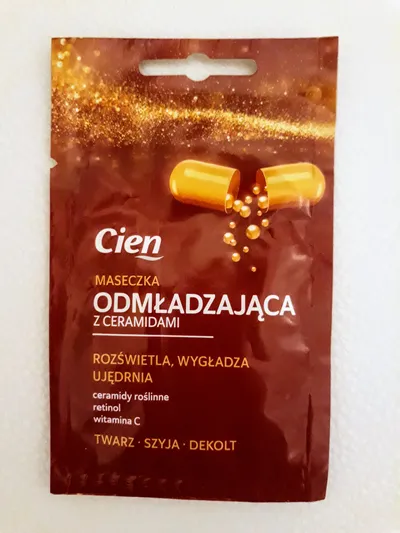 Cien
MASECZKA
ODMŁADZAJĄCA
Z CERAMIDAMI
ROZŚWIETLA, WYGŁADZA
UJĘDRNIA
ceramidy roślinne
retinol
witamina C
TWARZ · SZYJA · DEKOLT